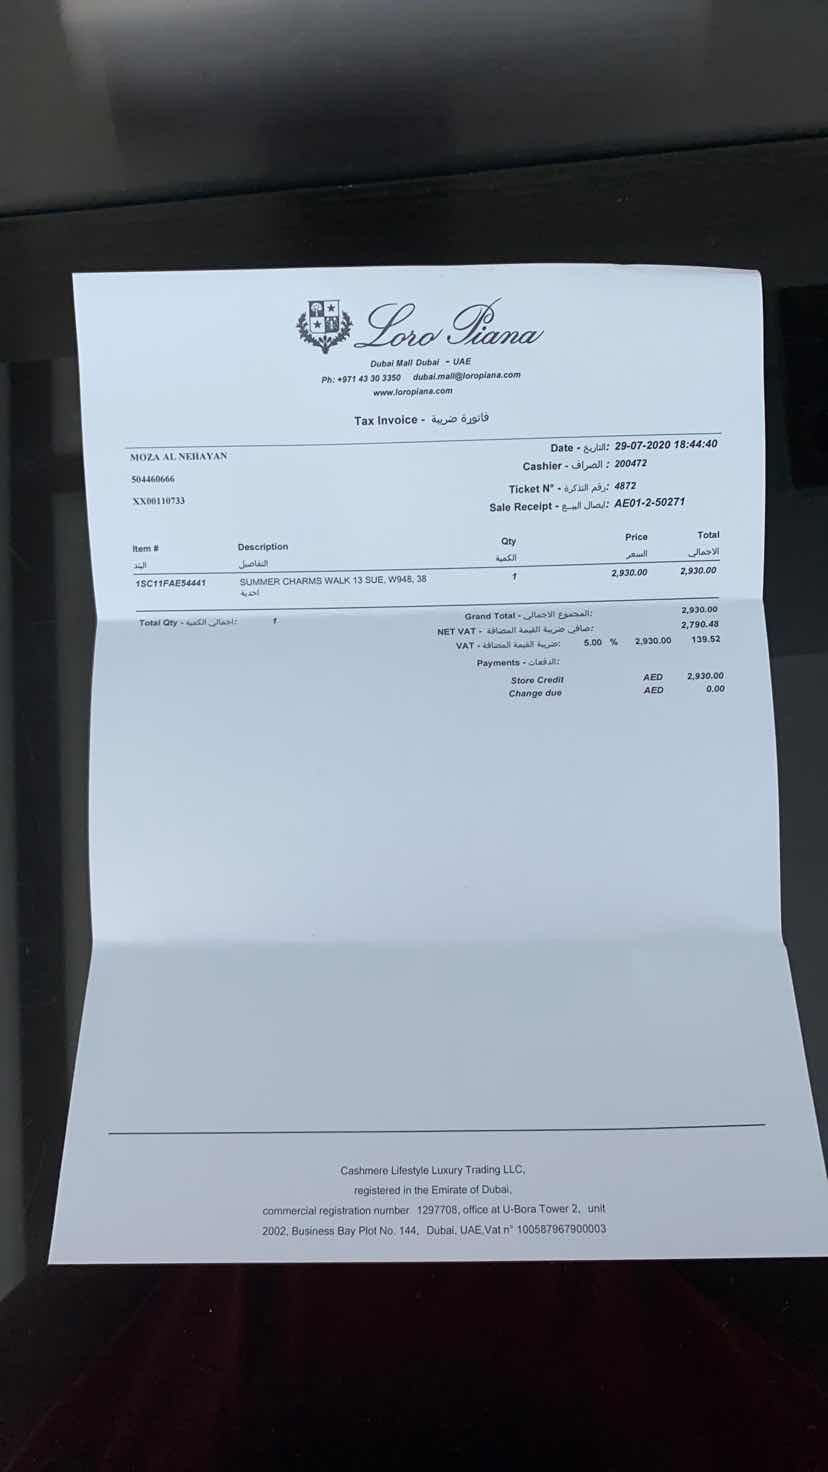 Loro Piana
Dubai Mall Dubai - UAE
Ph: +971 43 30 3350 dubai.mall@loropiana.com
www.loropiana.com
Tax Invoice - فاتورة ضريبة
MOZA AL NEHAYAN
504460666
XX00110733
Date - التاريخ: 29-07-2020 18:44:40
Cashier - الصراف : 200472
Ticket N° - رقم التذكرة: 4872
Sale Receipt - ايصال البيع: AE01-2-50271
Item # Description Qty Price Total
البند التفاصيل الكمية السعر الاجمالي
1SC11FAE54441 SUMMER CHARMS WALK 13 SUE, W948, 38 1 2,930.00 2,930.00
احذية
Total Qty - اجمالي الكمية: 1
Grand Total - المجموع الاجمالي: 2,930.00
NET VAT - صافي ضريبة القيمة المضافة: 2,790.48
VAT - ضريبة القيمة المضافة: 5.00 % 2,930.00 139.52
Payments - الدفعات:
Store Credit AED 2,930.00
Change due AED 0.00
Cashmere Lifestyle Luxury Trading LLC,
registered in the Emirate of Dubai,
commercial registration number 1297708, office at U-Bora Tower 2, unit
2002, Business Bay Plot No. 144, Dubai, UAE,Vat n° 100587967900003